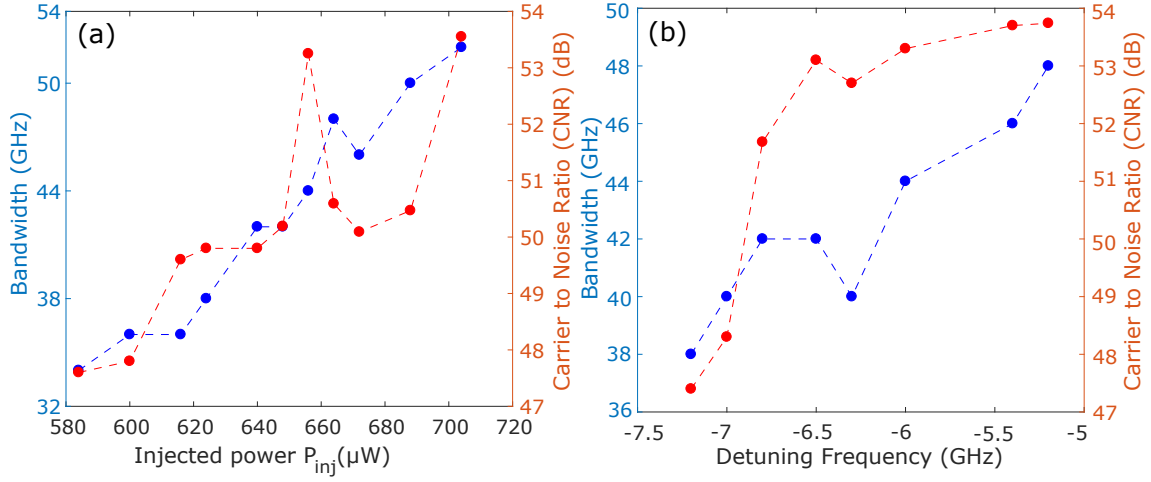 (a)
54
50
44
38
32
Bandwidth (GHz)
54
53
52
51
50
49
48
47
Carrier to Noise Ratio (CNR) (dB)
580 600 620 640 660 680 700 720
Injected power P_inj(µW)
(b)
50
48
46
44
42
40
38
36
Bandwidth (GHz)
54
53
52
51
50
49
48
47
Carrier to Noise Ratio (CNR) (dB)
-7.5 -7 -6.5 -6 -5.5 -5
Detuning Frequency (GHz)